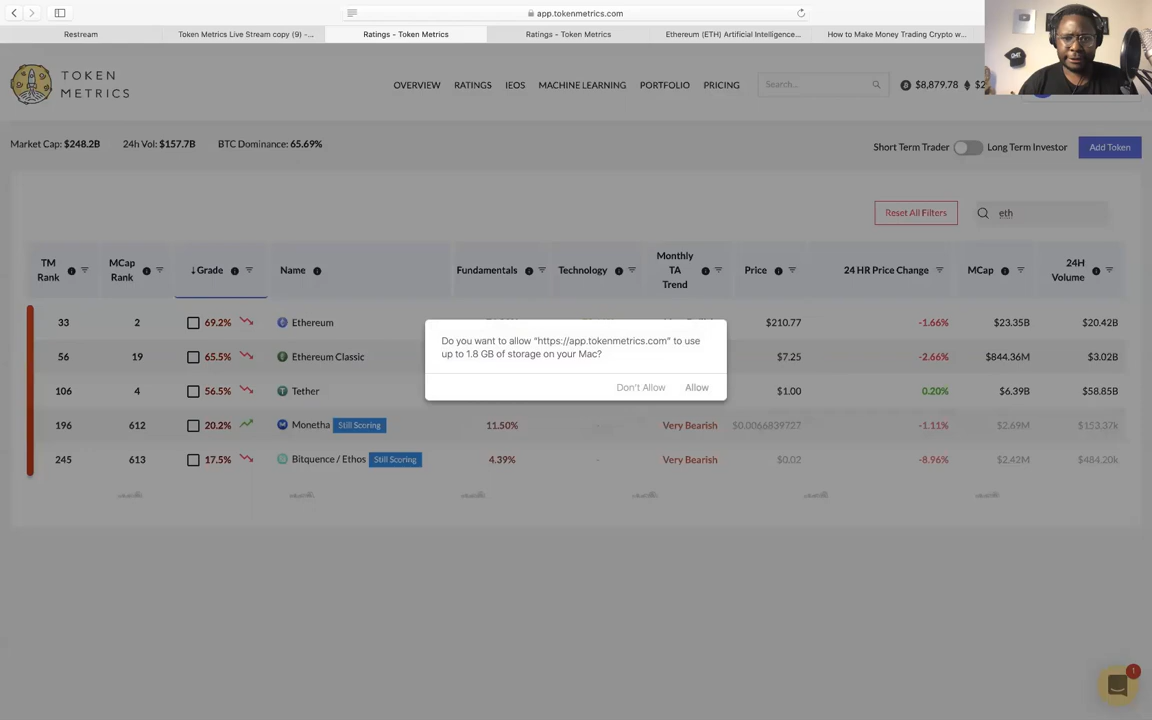 app.tokenmetrics.com
Restream
Token Metrics Live Stream copy (9) -...
Ratings - Token Metrics
Ratings - Token Metrics
Ethereum (ETH) Artificial Intelligence...
How to Make Money Trading Crypto w...
TOKEN
METRICS
OVERVIEW RATINGS IEOS MACHINE LEARNING PORTFOLIO PRICING Search... $8,879.78 $2
Market Cap: $248.2B 24h Vol: $157.7B BTC Dominance: 65.69%
Short Term Trader Long Term Investor Add Token
Reset All Filters eth
TM Rank MCap Rank ↓Grade Name Fundamentals Technology Monthly TA Trend Price 24 HR Price Change MCap 24H Volume
33 2 69.2% Ethereum $210.77 -1.66% $23.35B $20.42B
56 19 65.5% Ethereum Classic $7.25 -2.66% $844.36M $3.02B
106 4 56.5% Tether $1.00 0.20% $6.39B $58.85B
196 612 20.2% Monetha Still Scoring 11.50% - Very Bearish $0.0066839727 -1.11% $2.69M $153.37k
245 613 17.5% Bitquence / Ethos Still Scoring 4.39% - Very Bearish $0.02 -8.96% $2.42M $484.20k
Do you want to allow “https://app.tokenmetrics.com” to use
up to 1.8 GB of storage on your Mac?
Don't Allow Allow
1